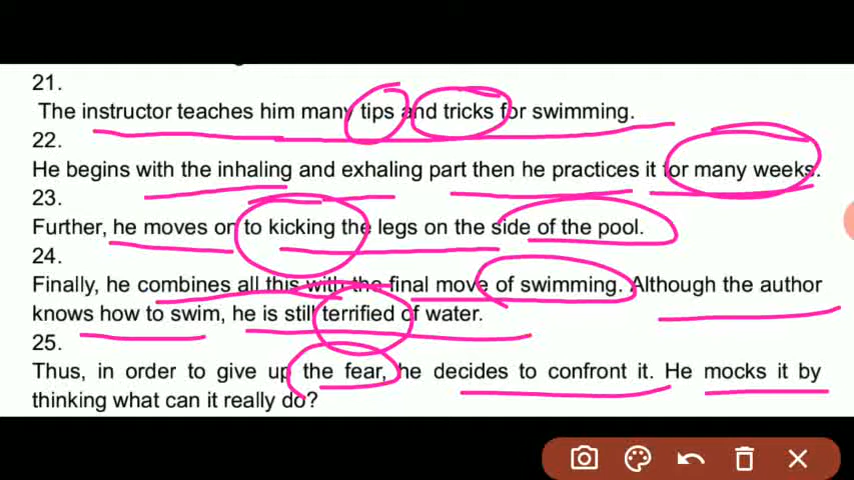 21.
The instructor teaches him many tips and tricks for swimming.
22.
He begins with the inhaling and exhaling part then he practices it for many weeks.
23.
Further, he moves on to kicking the legs on the side of the pool.
24.
Finally, he combines all this with the final move of swimming. Although the author
knows how to swim, he is still terrified of water.
25.
Thus, in order to give up the fear, he decides to confront it. He mocks it by
thinking what can it really do?